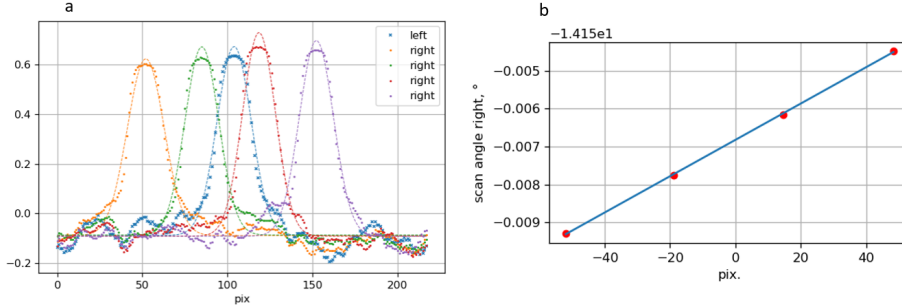 a
b
left
right
right
right
right
0.6
0.4
0.2
0.0
−0.2
0
50
100
150
200
pix
−1.415e1
scan angle right, °
−0.005
−0.006
−0.007
−0.008
−0.009
−40
−20
0
20
40
pix.